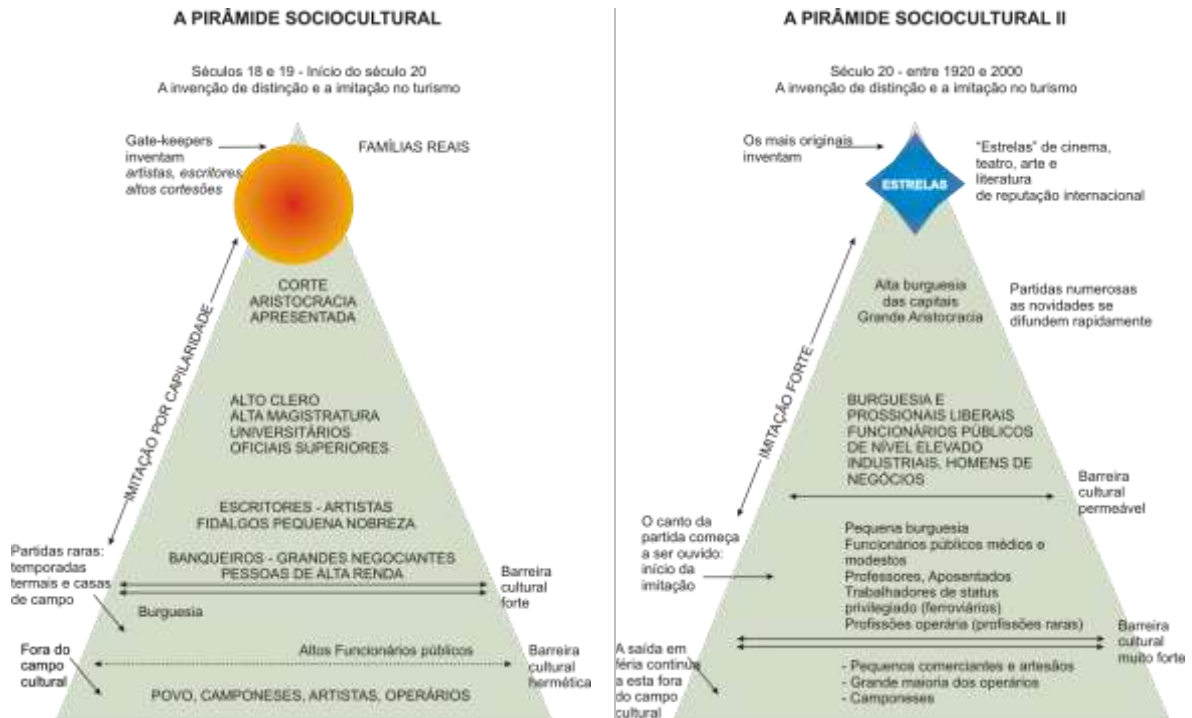 A PIRÂMIDE SOCIOCULTURAL
Séculos 18 e 19 - Início do século 20
A invenção de distinção e a imitação no turismo
Gate-keepers
inventam
artistas, escritores
altos cortesões
FAMÍLIAS REAIS
CORTE
ARISTOCRACIA
APRESENTADA
IMITAÇÃO POR CAPILARIDADE
ALTO CLERO
ALTA MAGISTRATURA
UNIVERSITÁRIOS
OFICIAIS SUPERIORES
ESCRITORES - ARTISTAS
FIDALGOS PEQUENA NOBREZA
BANQUEIROS - GRANDES NEGOCIANTES
PESSOAS DE ALTA RENDA
Partidas raras:
temporadas
termais e casas
de campo
Barreira
cultural
forte
Burguesia
Fora do
campo
cultural
Altos Funcionários públicos
Barreira
cultural
hermética
POVO, CAMPONESES, ARTISTAS, OPERÁRIOS
A PIRÂMIDE SOCIOCULTURAL II
Século 20 - entre 1920 e 2000
A invenção de distinção e a imitação no turismo
Os mais originais
inventam
ESTRELAS
"Estrelas" de cinema,
teatro, arte e
literatura
de reputação internacional
Alta burguesia
das capitais
Grande Aristocracia
Partidas numerosas
as novidades se
difundem rapidamente
IMITAÇÃO FORTE
BURGUESIA E
PROSSIONAIS LIBERAIS
FUNCIONÁRIOS PÚBLICOS
DE NÍVEL ELEVADO
INDUSTRIAIS, HOMENS DE
NEGÓCIOS
Barreira
cultural
permeável
O canto da
partida começa
a ser ouvido:
início da
imitação
Pequena burguesia
Funcionários públicos médios e
modestos
Professores, Aposentados
Trabalhadores de status
privilegiado (ferroviários)
Profissões operária (profissões raras)
Barreira
cultural
muito forte
A saída em
féria continua
a esta fora
do campo
cultural
- Pequenos comerciantes e artesãos
- Grande maioria dos operários
- Camponeses